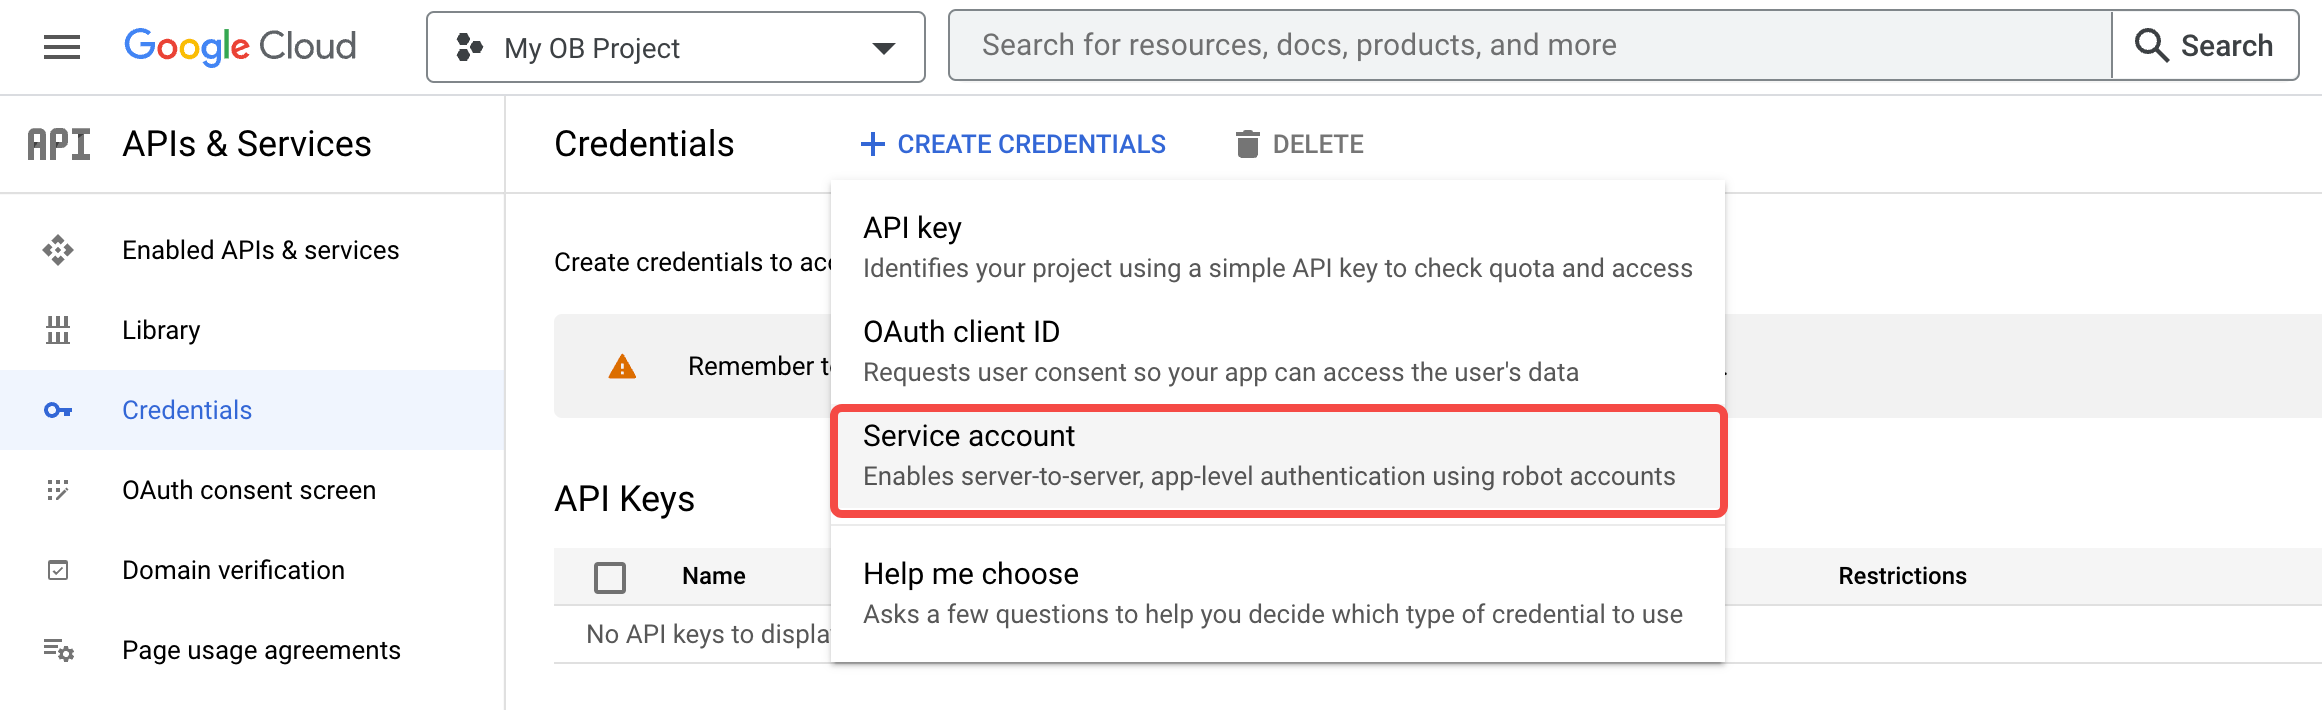 Google Cloud
My OB Project
Search for resources, docs, products, and more
Search
API
APIs & Services
Enabled APIs & services
Library
Credentials
OAuth consent screen
Domain verification
Page usage agreements
Credentials
CREATE CREDENTIALS
DELETE
Create credentials to
Remember
API key
Identifies your project using a simple API key to check quota and access
OAuth client ID
Requests user consent so your app can access the user's data
Service account
Enables server-to-server, app-level authentication using robot accounts
Help me choose
Asks a few questions to help you decide which type of credential to use
API Keys
Name
Restrictions
No API keys to